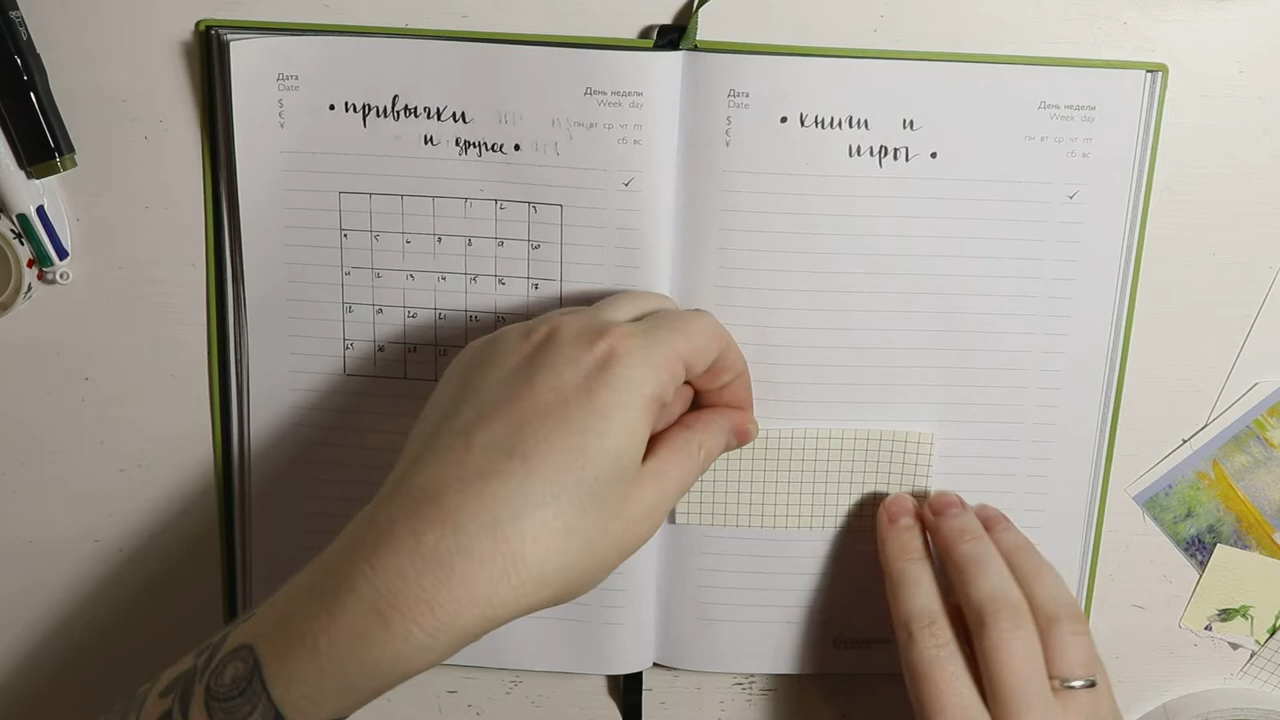 Дата
Date
$
€
¥
• привычки
и другое •
День недели
Week day
пн вт ср чт пт
сб вс
1 2 3
4 5 6 7 8 9 10
11 12 13 14 15 16 17
18 19 20 21 22 23
25 26 27 28
Дата
Date
$
€
¥
• книги и
игры •
День недели
Week day
пн вт ср чт пт
сб вс